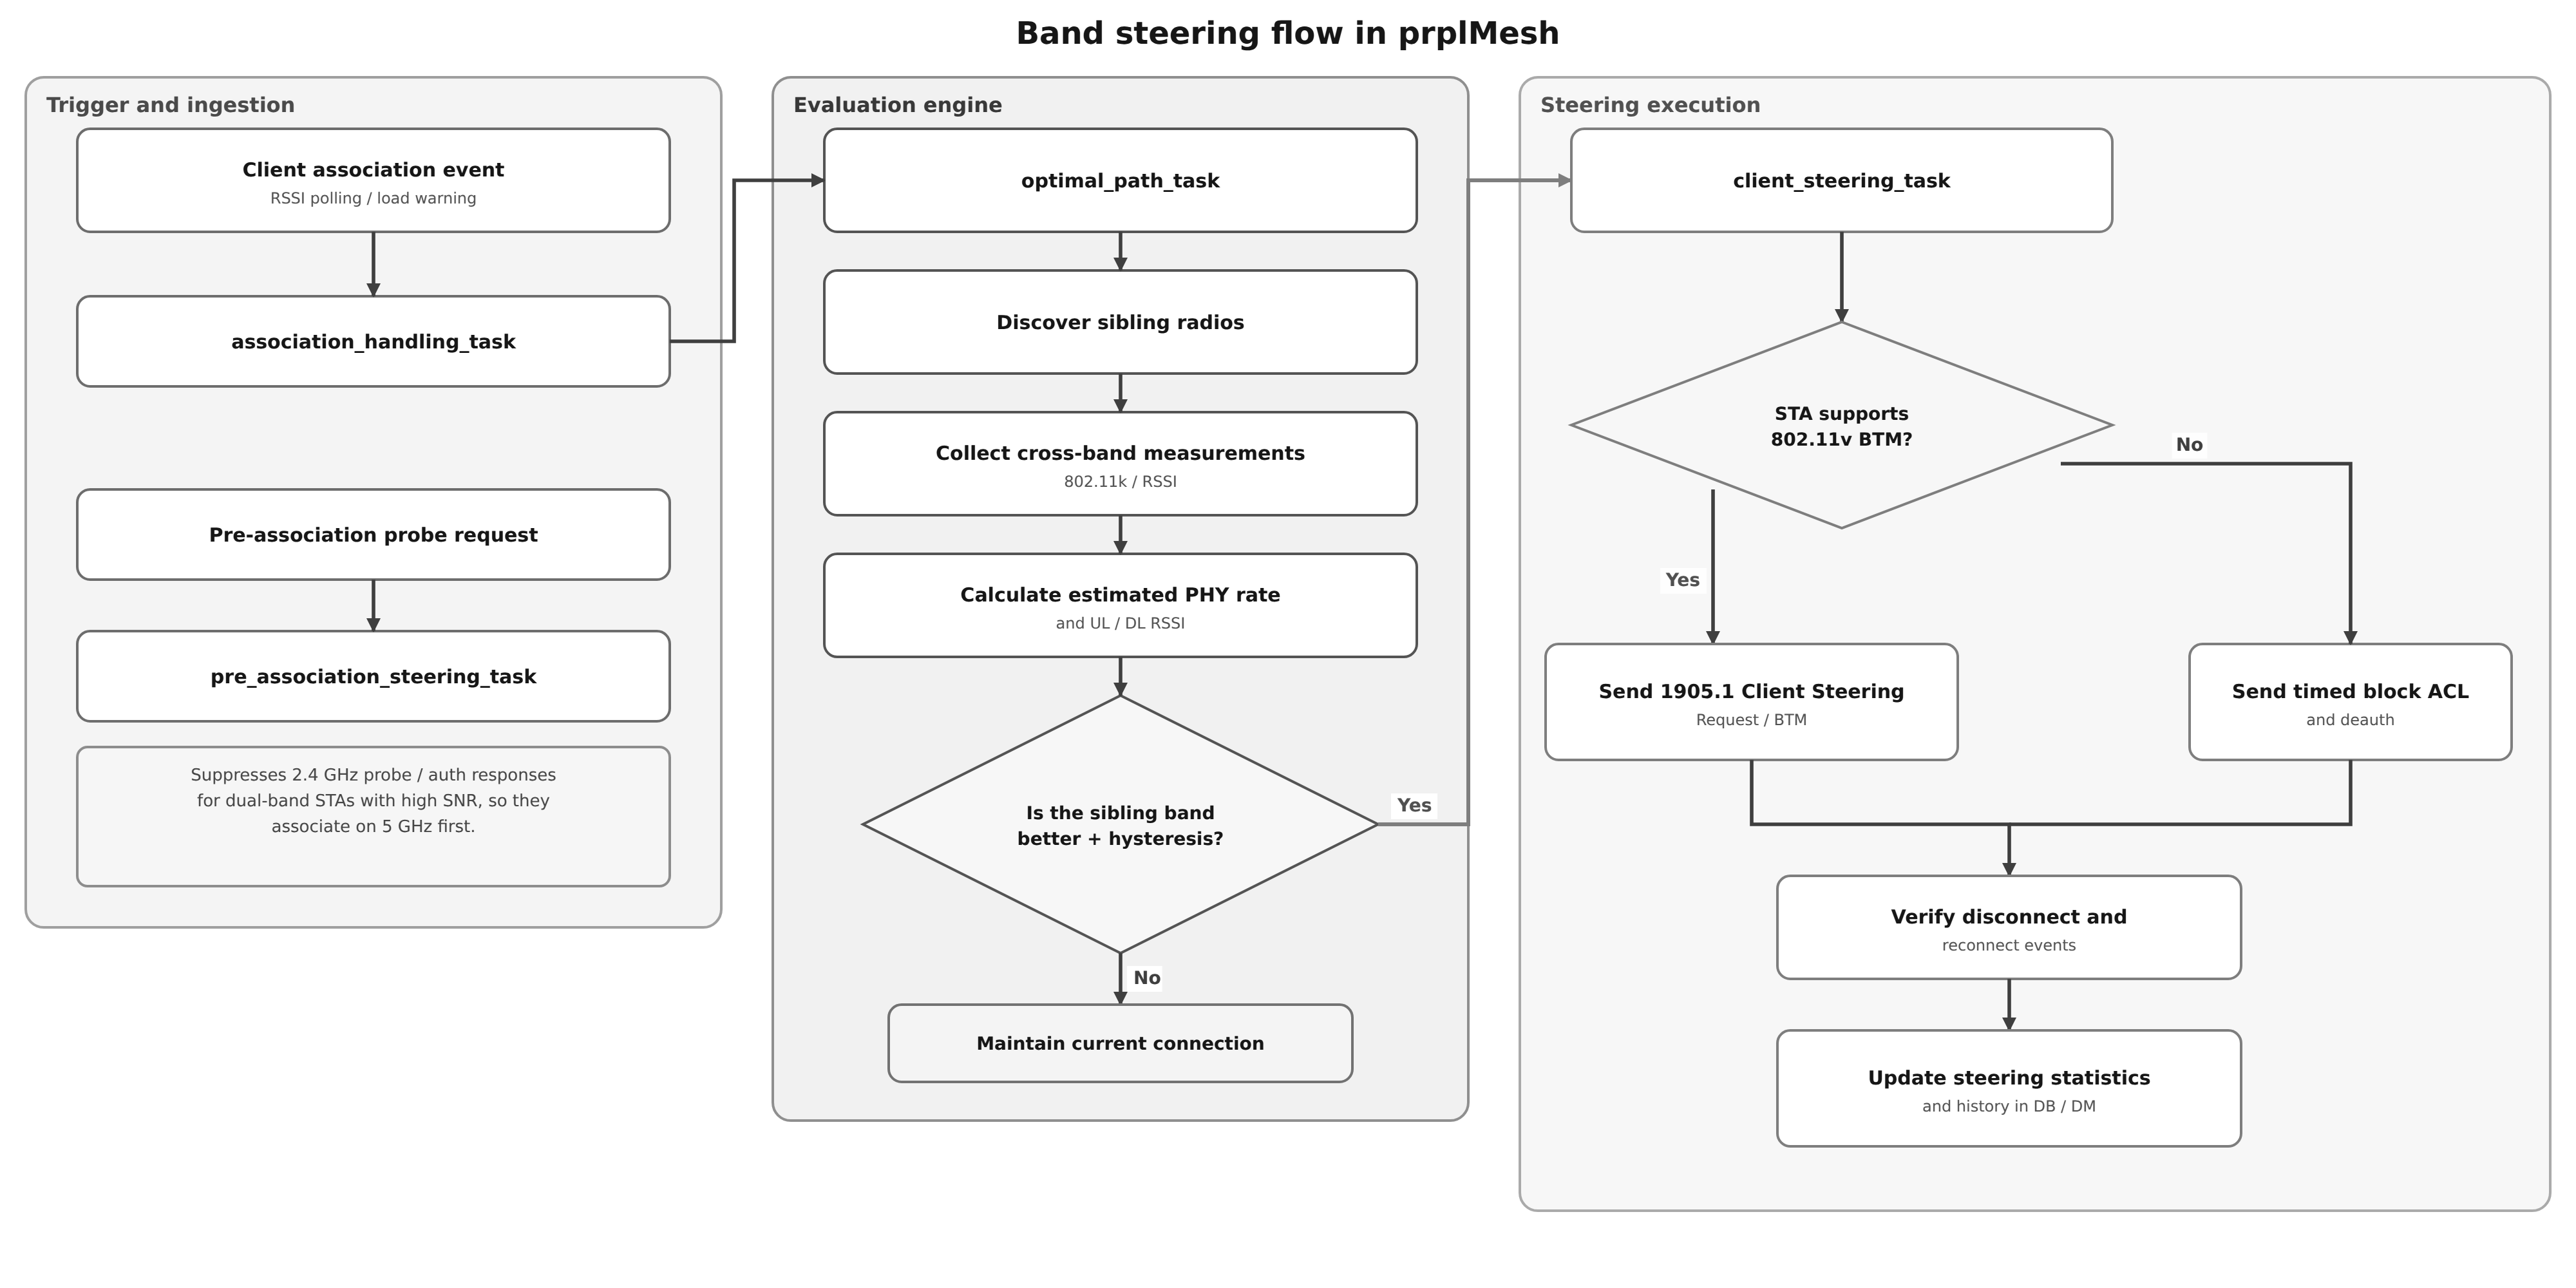 Band steering flow in prplMesh
Trigger and ingestion
Client association event
RSSI polling / load warning
association_handling_task
Pre-association probe request
pre_association_steering_task
Suppresses 2.4 GHz probe / auth responses
for dual-band STAs with high SNR, so they
associate on 5 GHz first.
Evaluation engine
optimal_path_task
Discover sibling radios
Collect cross-band measurements
802.11k / RSSI
Calculate estimated PHY rate
and UL / DL RSSI
Is the sibling band
better + hysteresis?
Yes
No
Maintain current connection
Steering execution
client_steering_task
STA supports
802.11v BTM?
No
Yes
Send 1905.1 Client Steering
Request / BTM
Send timed block ACL
and deauth
Verify disconnect and
reconnect events
Update steering statistics
and history in DB / DM